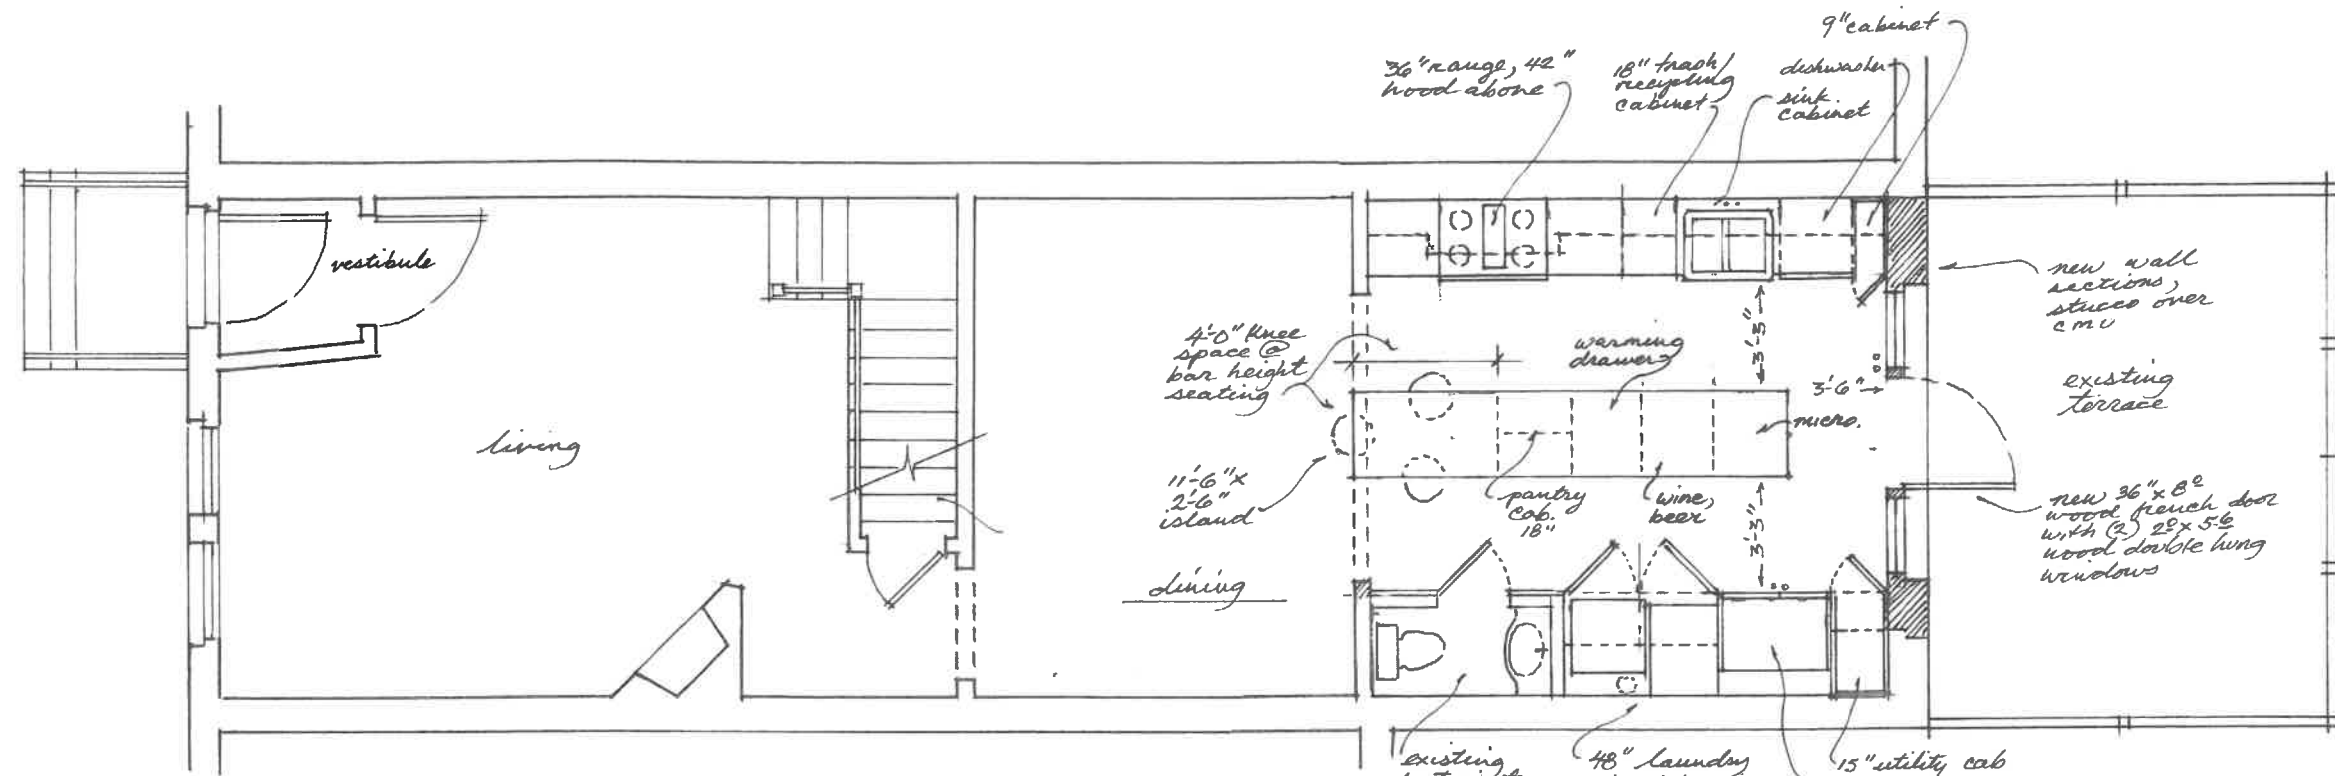 9" cabinet
36" range, 42"
hood above
18" trash/
recycling
cabinet
dishwasher
sink
cabinet
vestibule
new wall
sections,
stucco over
cmu
4'-0" knee
space @
bar height
seating
warming
drawer
3'-3"
3'-6"
existing
terrace
micro.
living
11'-6" x
2'-6"
island
pantry
cab.
18"
wine,
beer
3'-3"
new 36" x 8⁰
wood french door
with (2) 2⁰ x 5⁶
wood double hung
windows
dining
existing
48" laundry
15" utility cab